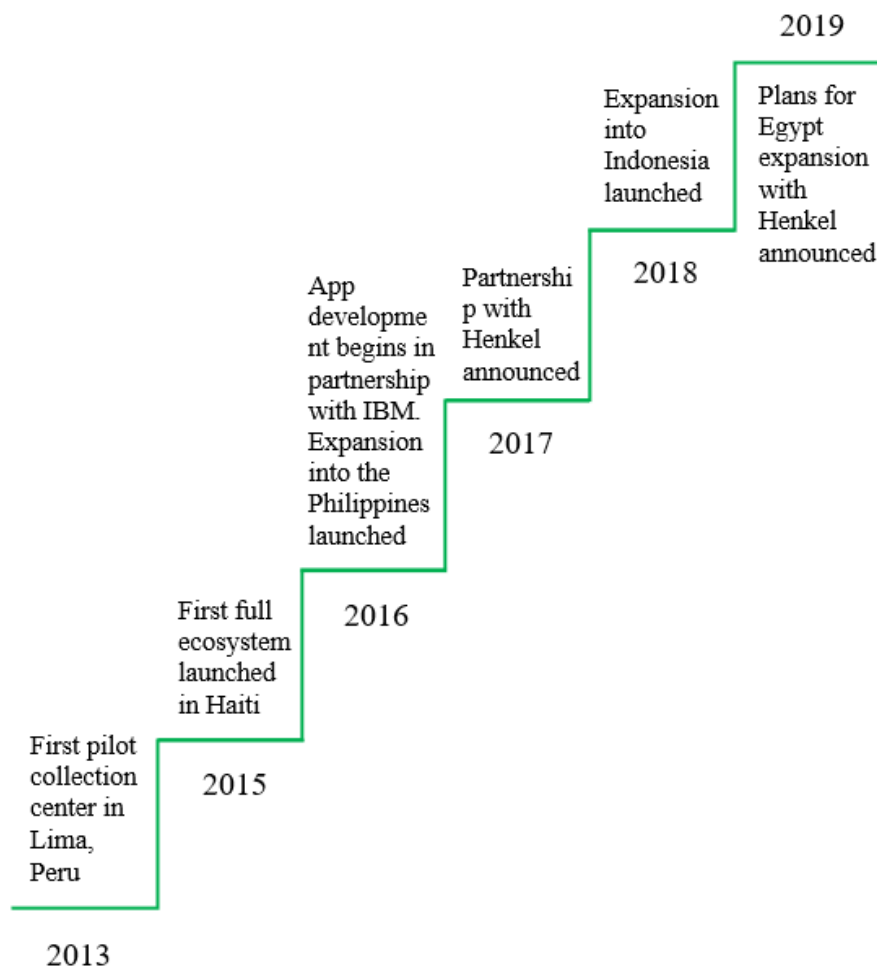 First pilot
collection
center in
Lima,
Peru
2013
First full
ecosystem
launched
in Haiti
2015
App
developme
nt begins in
partnership
with IBM.
Expansion
into the
Philippines
launched
2016
Partnershi
p with
Henkel
announced
2017
Expansion
into
Indonesia
launched
2018
2019
Plans for
Egypt
expansion
with
Henkel
announced